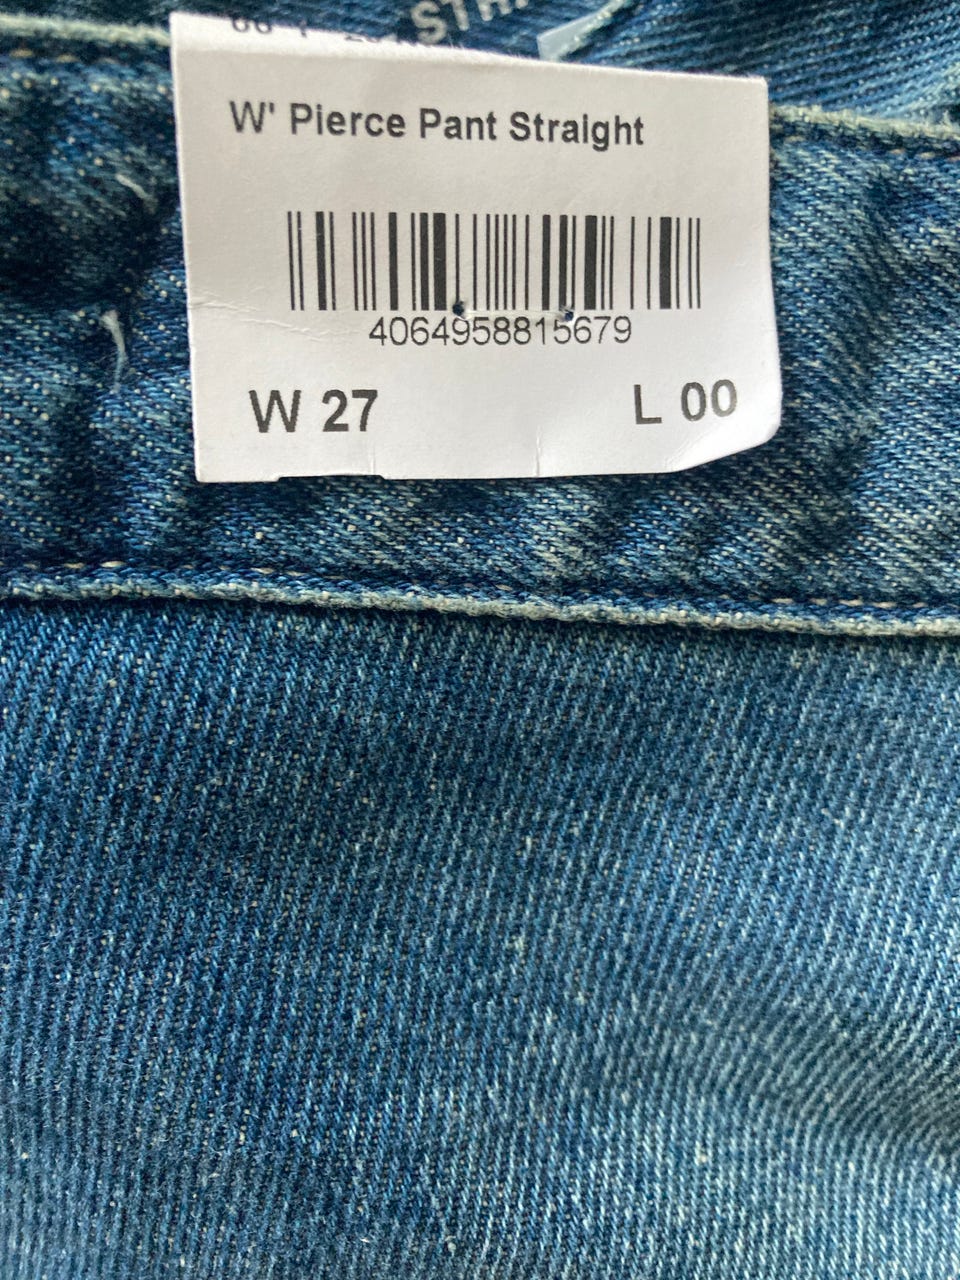 W' Pierce Pant Straight
4064958815679
W 27
L 00